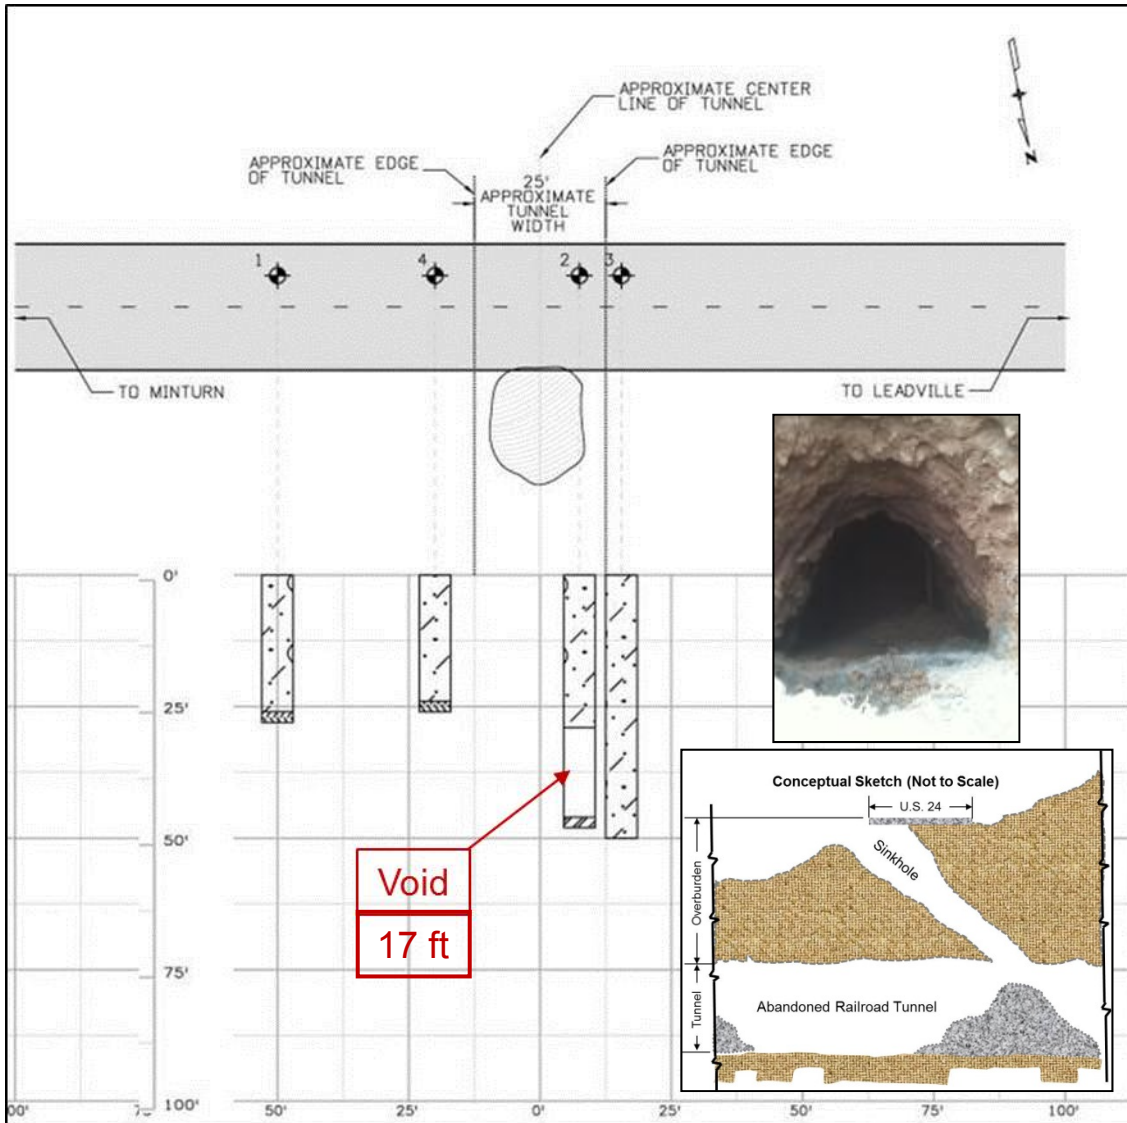 APPROXIMATE CENTER
LINE OF TUNNEL
APPROXIMATE EDGE
OF TUNNEL
APPROXIMATE EDGE
OF TUNNEL
25'
APPROXIMATE
TUNNEL
WIDTH
N
1
4
2
3
TO MINTURN
TO LEADVILLE
0'
25'
50'
75'
100'
Void
17 ft
Conceptual Sketch (Not to Scale)
U.S. 24
Sinkhole
Overburden
Tunnel
Abandoned Railroad Tunnel
50'
25'
0'
25'
50'
75'
100'